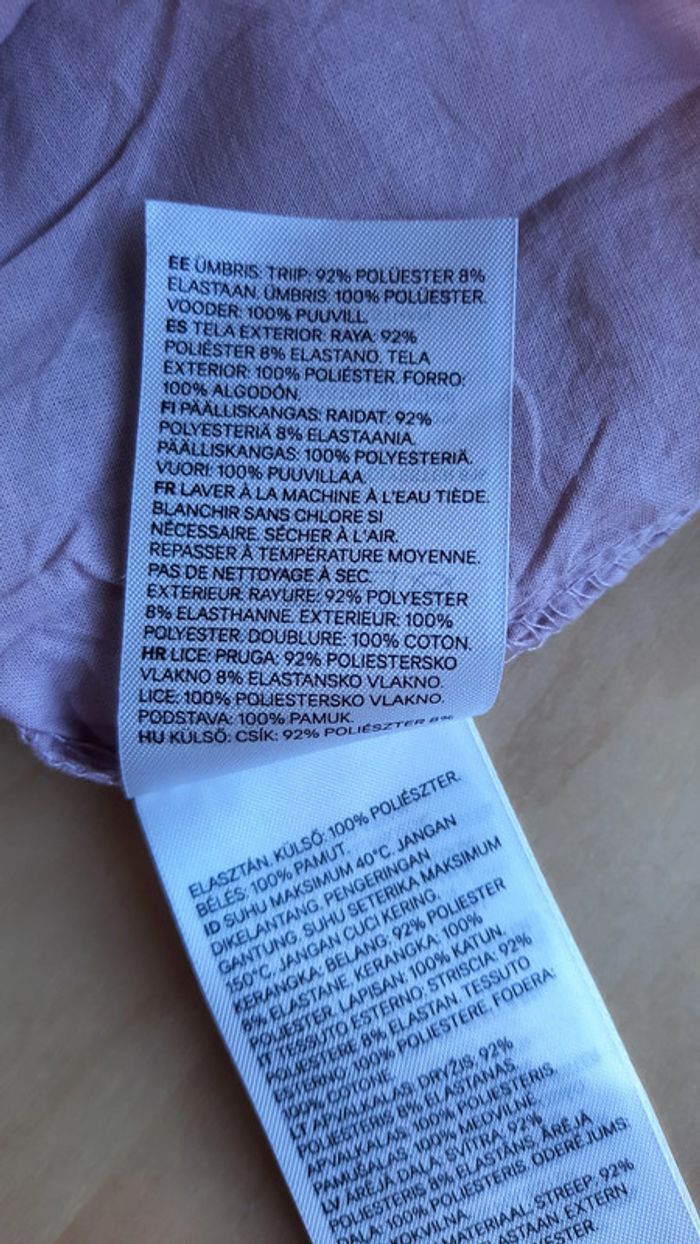 EE ÜMBRIS: TRIIP: 92% POLÜESTER 8%
ELASTAAN. ÜMBRIS: 100% POLÜESTER.
VOODER: 100% PUUVILL.
ES TELA EXTERIOR: RAYA: 92%
POLIÉSTER 8% ELASTANO. TELA
EXTERIOR: 100% POLIÉSTER. FORRO:
100% ALGODÓN.
FI PÄÄLLISKANGAS: RAIDAT: 92%
POLYESTERIÄ 8% ELASTAANIA.
PÄÄLLISKANGAS: 100% POLYESTERIÄ.
VUORI: 100% PUUVILLAA.
FR LAVER À LA MACHINE À L'EAU TIÈDE.
BLANCHIR SANS CHLORE SI
NÉCESSAIRE. SÉCHER À L'AIR.
REPASSER À TEMPÉRATURE MOYENNE.
PAS DE NETTOYAGE À SEC.
EXTERIEUR: RAYURE: 92% POLYESTER
8% ELASTHANNE. EXTERIEUR: 100%
POLYESTER. DOUBLURE: 100% COTON.
HR LICE: PRUGA: 92% POLIESTERSKO
VLAKNO 8% ELASTANSKO VLAKNO.
LICE: 100% POLIESTERSKO VLAKNO.
PODSTAVA: 100% PAMUK.
HU KÜLSŐ: CSÍK: 92% POLIÉSZTER 8%
ELASZTÁN. KÜLSŐ: 100% POLIÉSZTER.
BÉLÉS: 100% PAMUT.
ID SUHU MAKSIMUM 40°C. JANGAN
DIKELANTANG. PENGERINGAN
GANTUNG. SUHU SETERIKA MAKSIMUM
150°C. JANGAN CUCI KERING.
KERANGKA: BELANG: 92% POLIESTER
8% ELASTANE. KERANGKA: 100%
POLIESTER. LAPISAN: 100% KATUN.
IT TESSUTO ESTERNO: STRISCIA: 92%
POLIESTERE 8% ELASTAN. TESSUTO
ESTERNO: 100% POLIESTERE. FODERA:
100% COTONE.
LT APVALKALAS: DRYŽIS: 92%
POLIESTERIS 8% ELASTANAS.
APVALKALAS: 100% POLIESTERIS.
PAMUŠALAS: 100% MEDVILNĖ.
LV ĀRĒJĀ DAĻA: SVĪTRA: 92%
POLIESTERIS 8% ELASTĀNS. ĀRĒJĀ
DAĻA: 100% POLIESTERIS. ODERĒJUMS:
KOKVILNA.
MATERIAAL: STREEP: 92%
ELASTAAN. EXTERN